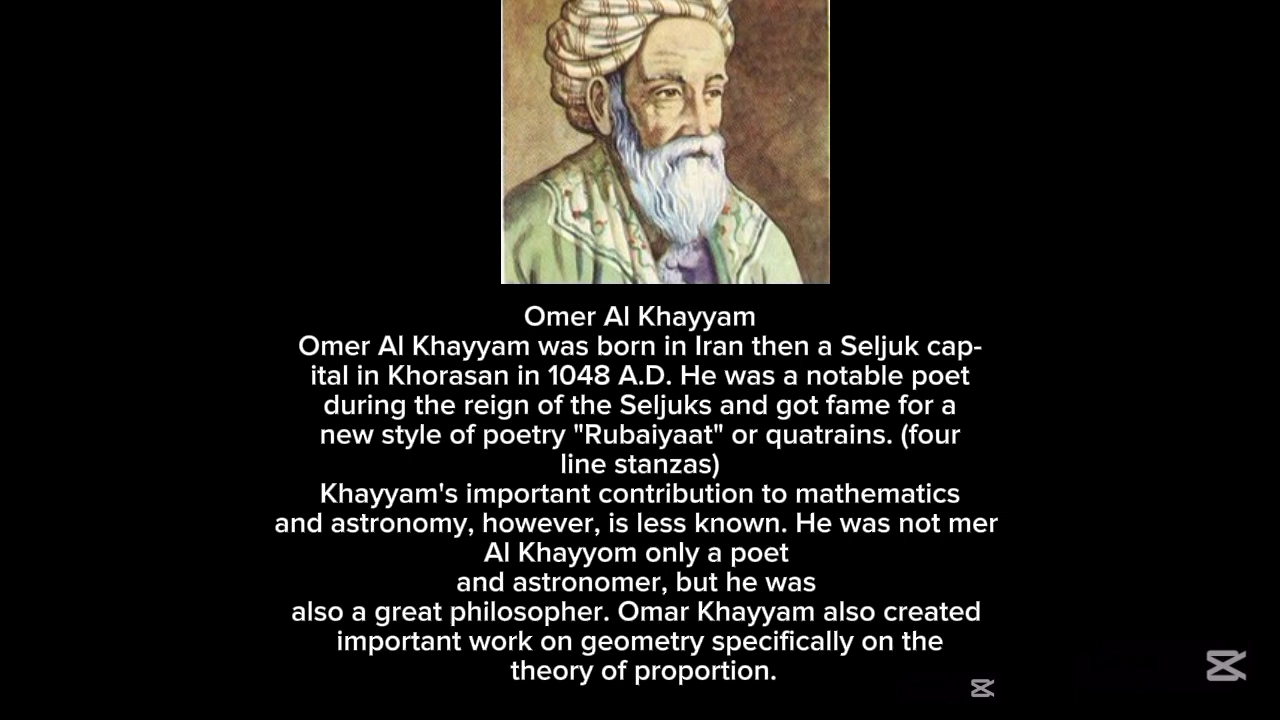 Omer Al Khayyam
Omer Al Khayyam was born in Iran then a Seljuk cap-
ital in Khorasan in 1048 A.D. He was a notable poet
during the reign of the Seljuks and got fame for a
new style of poetry "Rubaiyaat" or quatrains. (four
line stanzas)
Khayyam's important contribution to mathematics
and astronomy, however, is less known. He was not mer
Al Khayyom only a poet
and astronomer, but he was
also a great philosopher. Omar Khayyam also created
important work on geometry specifically on the
theory of proportion.